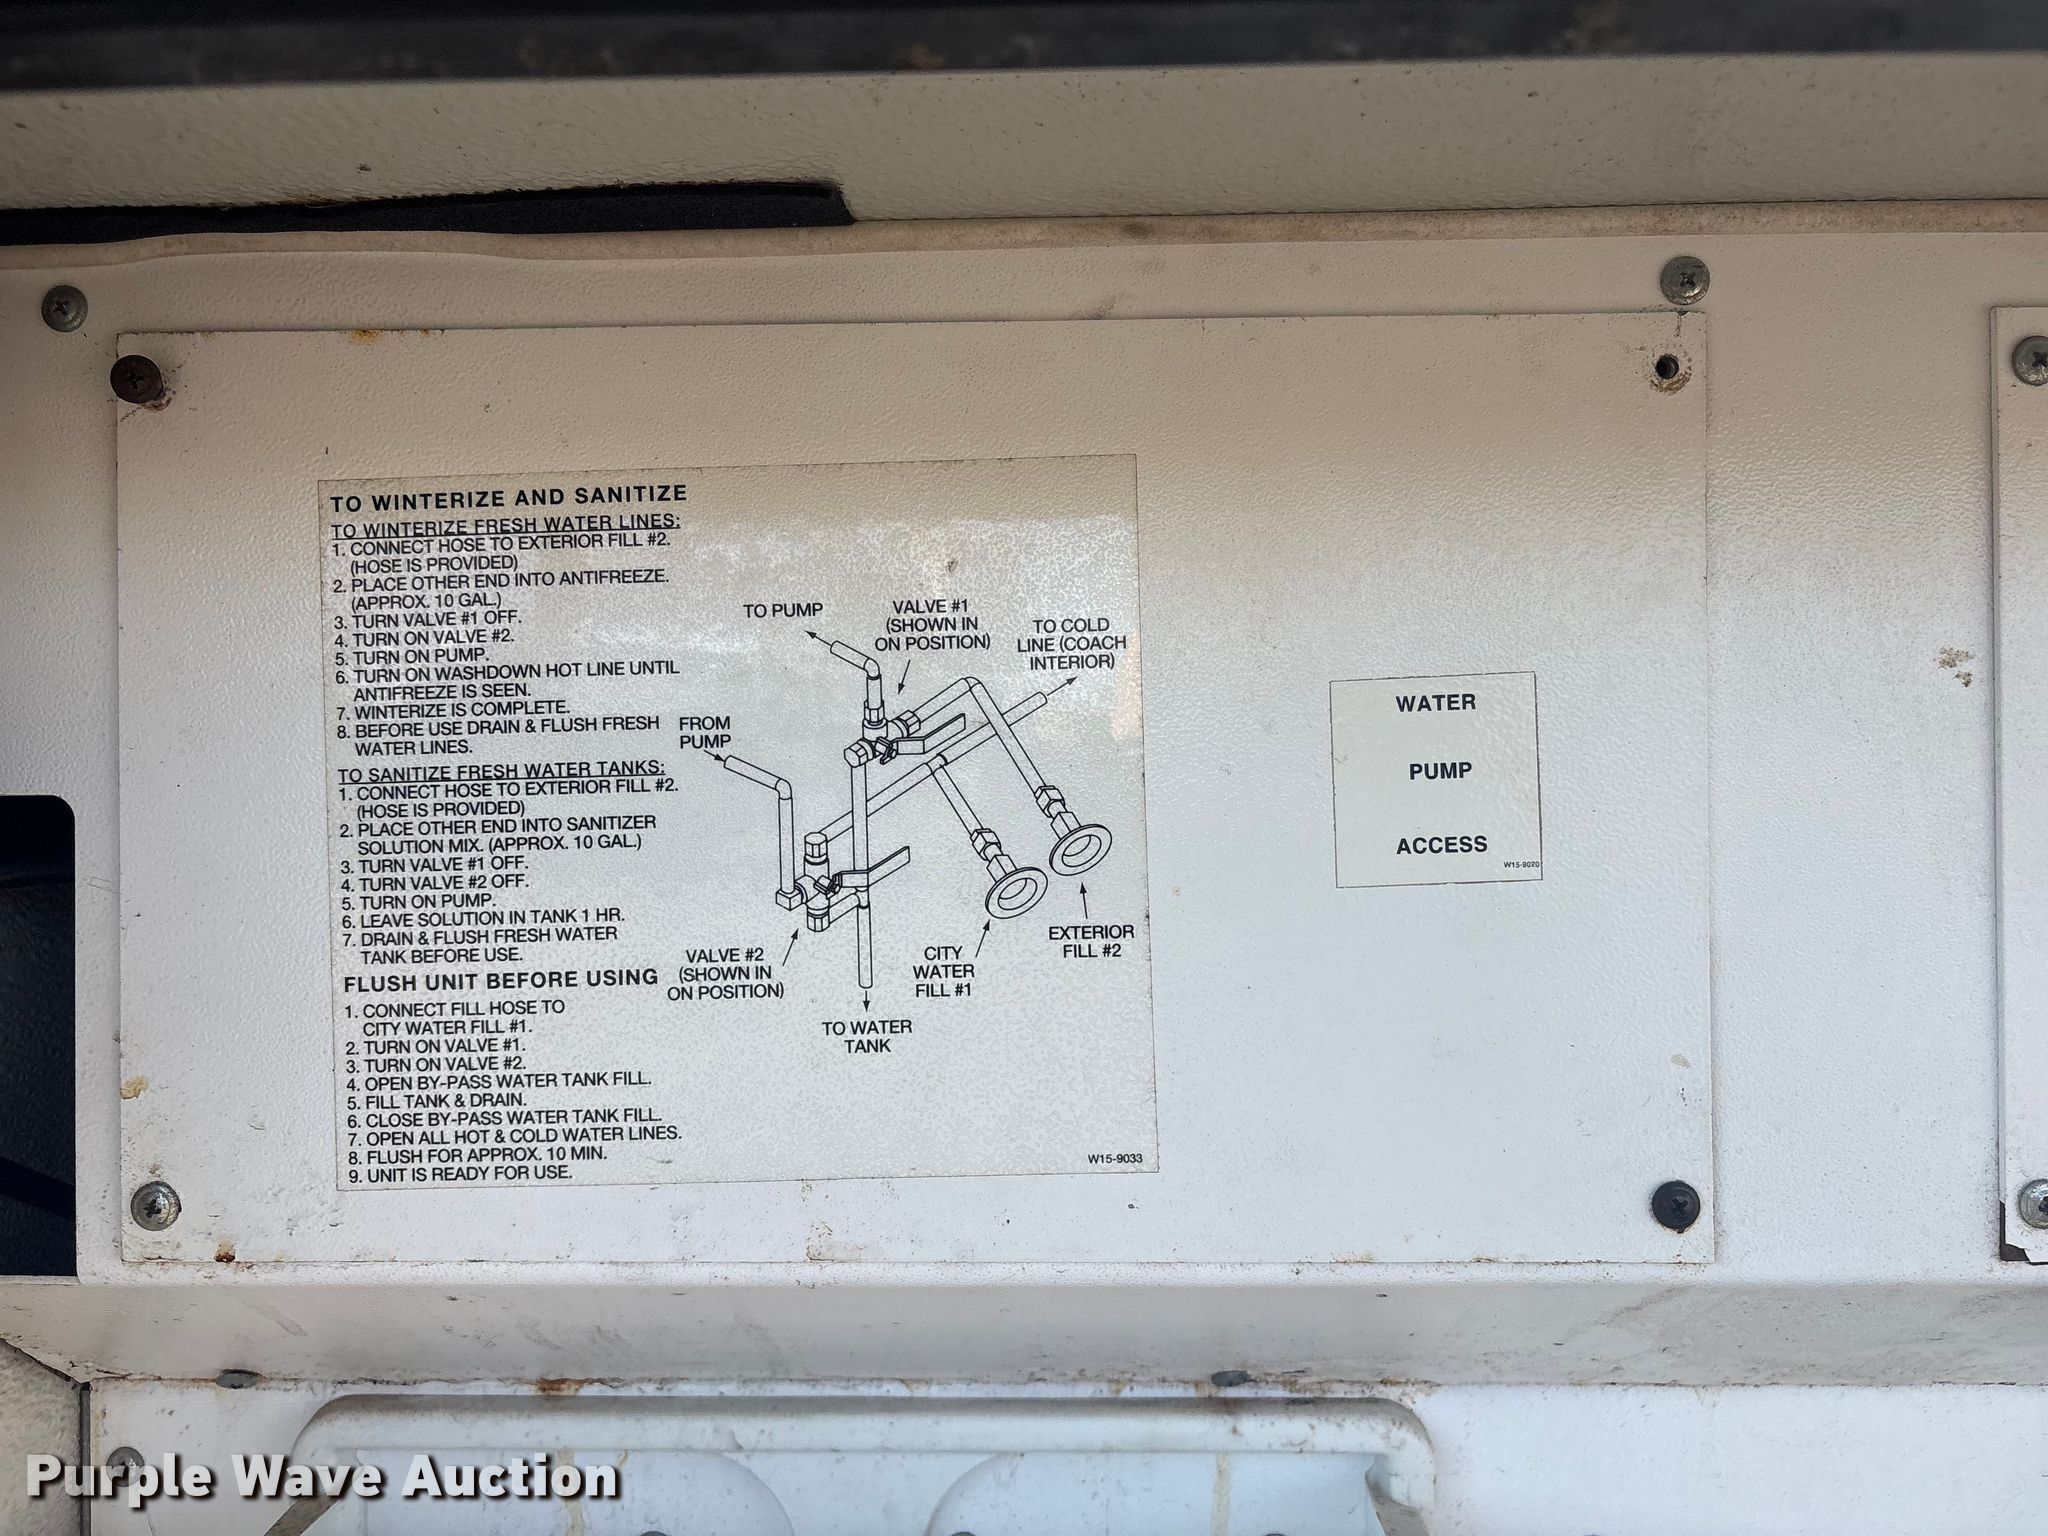 TO WINTERIZE AND SANITIZE
TO WINTERIZE FRESH WATER LINES:
1. CONNECT HOSE TO EXTERIOR FILL #2.
(HOSE IS PROVIDED)
2. PLACE OTHER END INTO ANTIFREEZE.
(APPROX. 10 GAL.)
3. TURN VALVE #1 OFF.
4. TURN ON VALVE #2.
5. TURN ON PUMP.
6. TURN ON WASHDOWN HOT LINE UNTIL
ANTIFREEZE IS SEEN.
7. WINTERIZE IS COMPLETE.
8. BEFORE USE DRAIN & FLUSH FRESH
WATER LINES.
TO SANITIZE FRESH WATER TANKS:
1. CONNECT HOSE TO EXTERIOR FILL #2.
(HOSE IS PROVIDED)
2. PLACE OTHER END INTO SANITIZER
SOLUTION MIX. (APPROX. 10 GAL.)
3. TURN VALVE #1 OFF.
4. TURN VALVE #2 OFF.
5. TURN ON PUMP.
6. LEAVE SOLUTION IN TANK 1 HR.
7. DRAIN & FLUSH FRESH WATER
TANK BEFORE USE.
FLUSH UNIT BEFORE USING
1. CONNECT FILL HOSE TO
CITY WATER FILL #1.
2. TURN ON VALVE #1.
3. TURN ON VALVE #2.
4. OPEN BY-PASS WATER TANK FILL.
5. FILL TANK & DRAIN.
6. CLOSE BY-PASS WATER TANK FILL.
7. OPEN ALL HOT & COLD WATER LINES.
8. FLUSH FOR APPROX. 10 MIN.
9. UNIT IS READY FOR USE.
TO PUMP
VALVE #1
(SHOWN IN
ON POSITION)
TO COLD
LINE (COACH
INTERIOR)
FROM
PUMP
VALVE #2
(SHOWN IN
ON POSITION)
CITY
WATER
FILL #1
EXTERIOR
FILL #2
TO WATER
TANK
W15-9033
WATER
PUMP
ACCESS
W15-9020
Purple Wave Auction